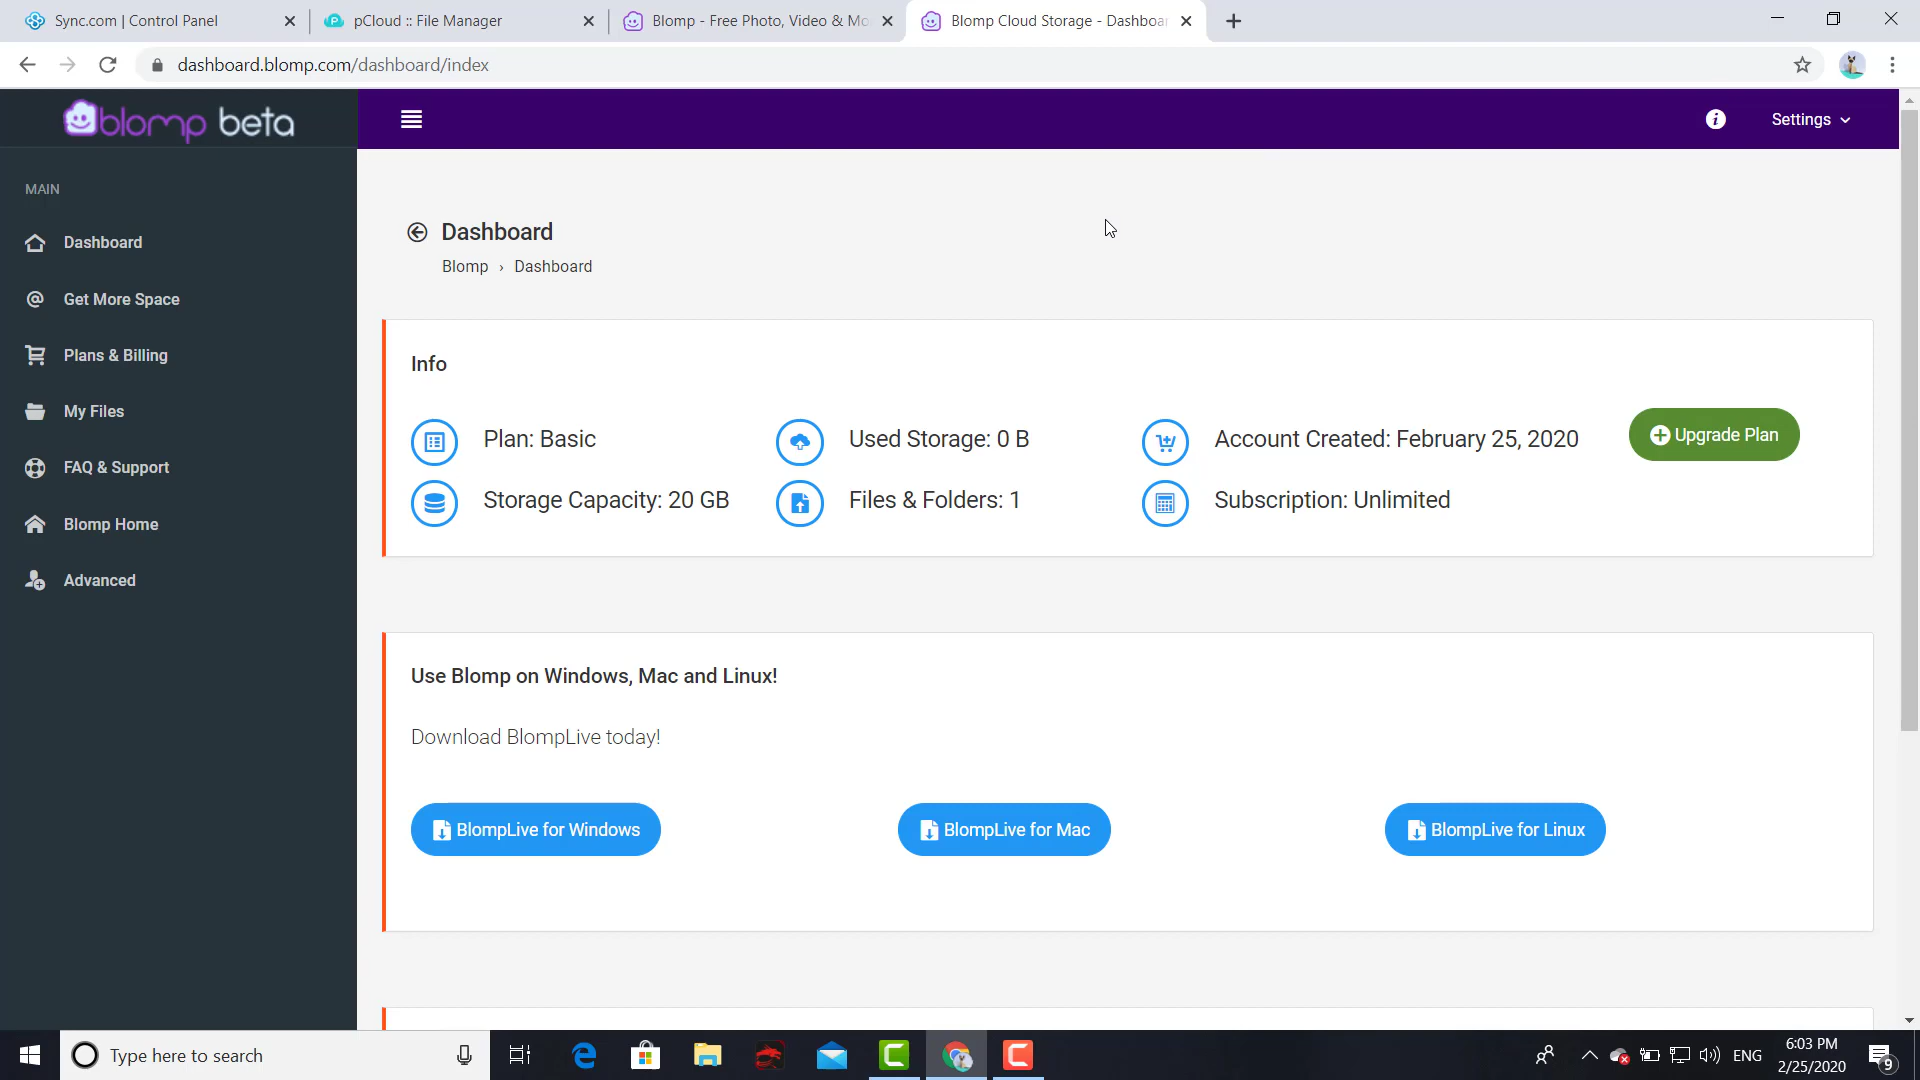 Sync.com | Control Panel
pCloud :: File Manager
Blomp - Free Photo, Video & Mo
Blomp Cloud Storage - Dashboar
dashboard.blomp.com/dashboard/index
blomp beta
Settings
MAIN
Dashboard
Get More Space
Plans & Billing
My Files
FAQ & Support
Blomp Home
Advanced
Dashboard
Blomp › Dashboard
Info
Plan: Basic
Used Storage: 0 B
Account Created: February 25, 2020
Upgrade Plan
Storage Capacity: 20 GB
Files & Folders: 1
Subscription: Unlimited
Use Blomp on Windows, Mac and Linux!
Download BlompLive today!
BlompLive for Windows
BlompLive for Mac
BlompLive for Linux
Type here to search
ENG
6:03 PM
2/25/2020
9